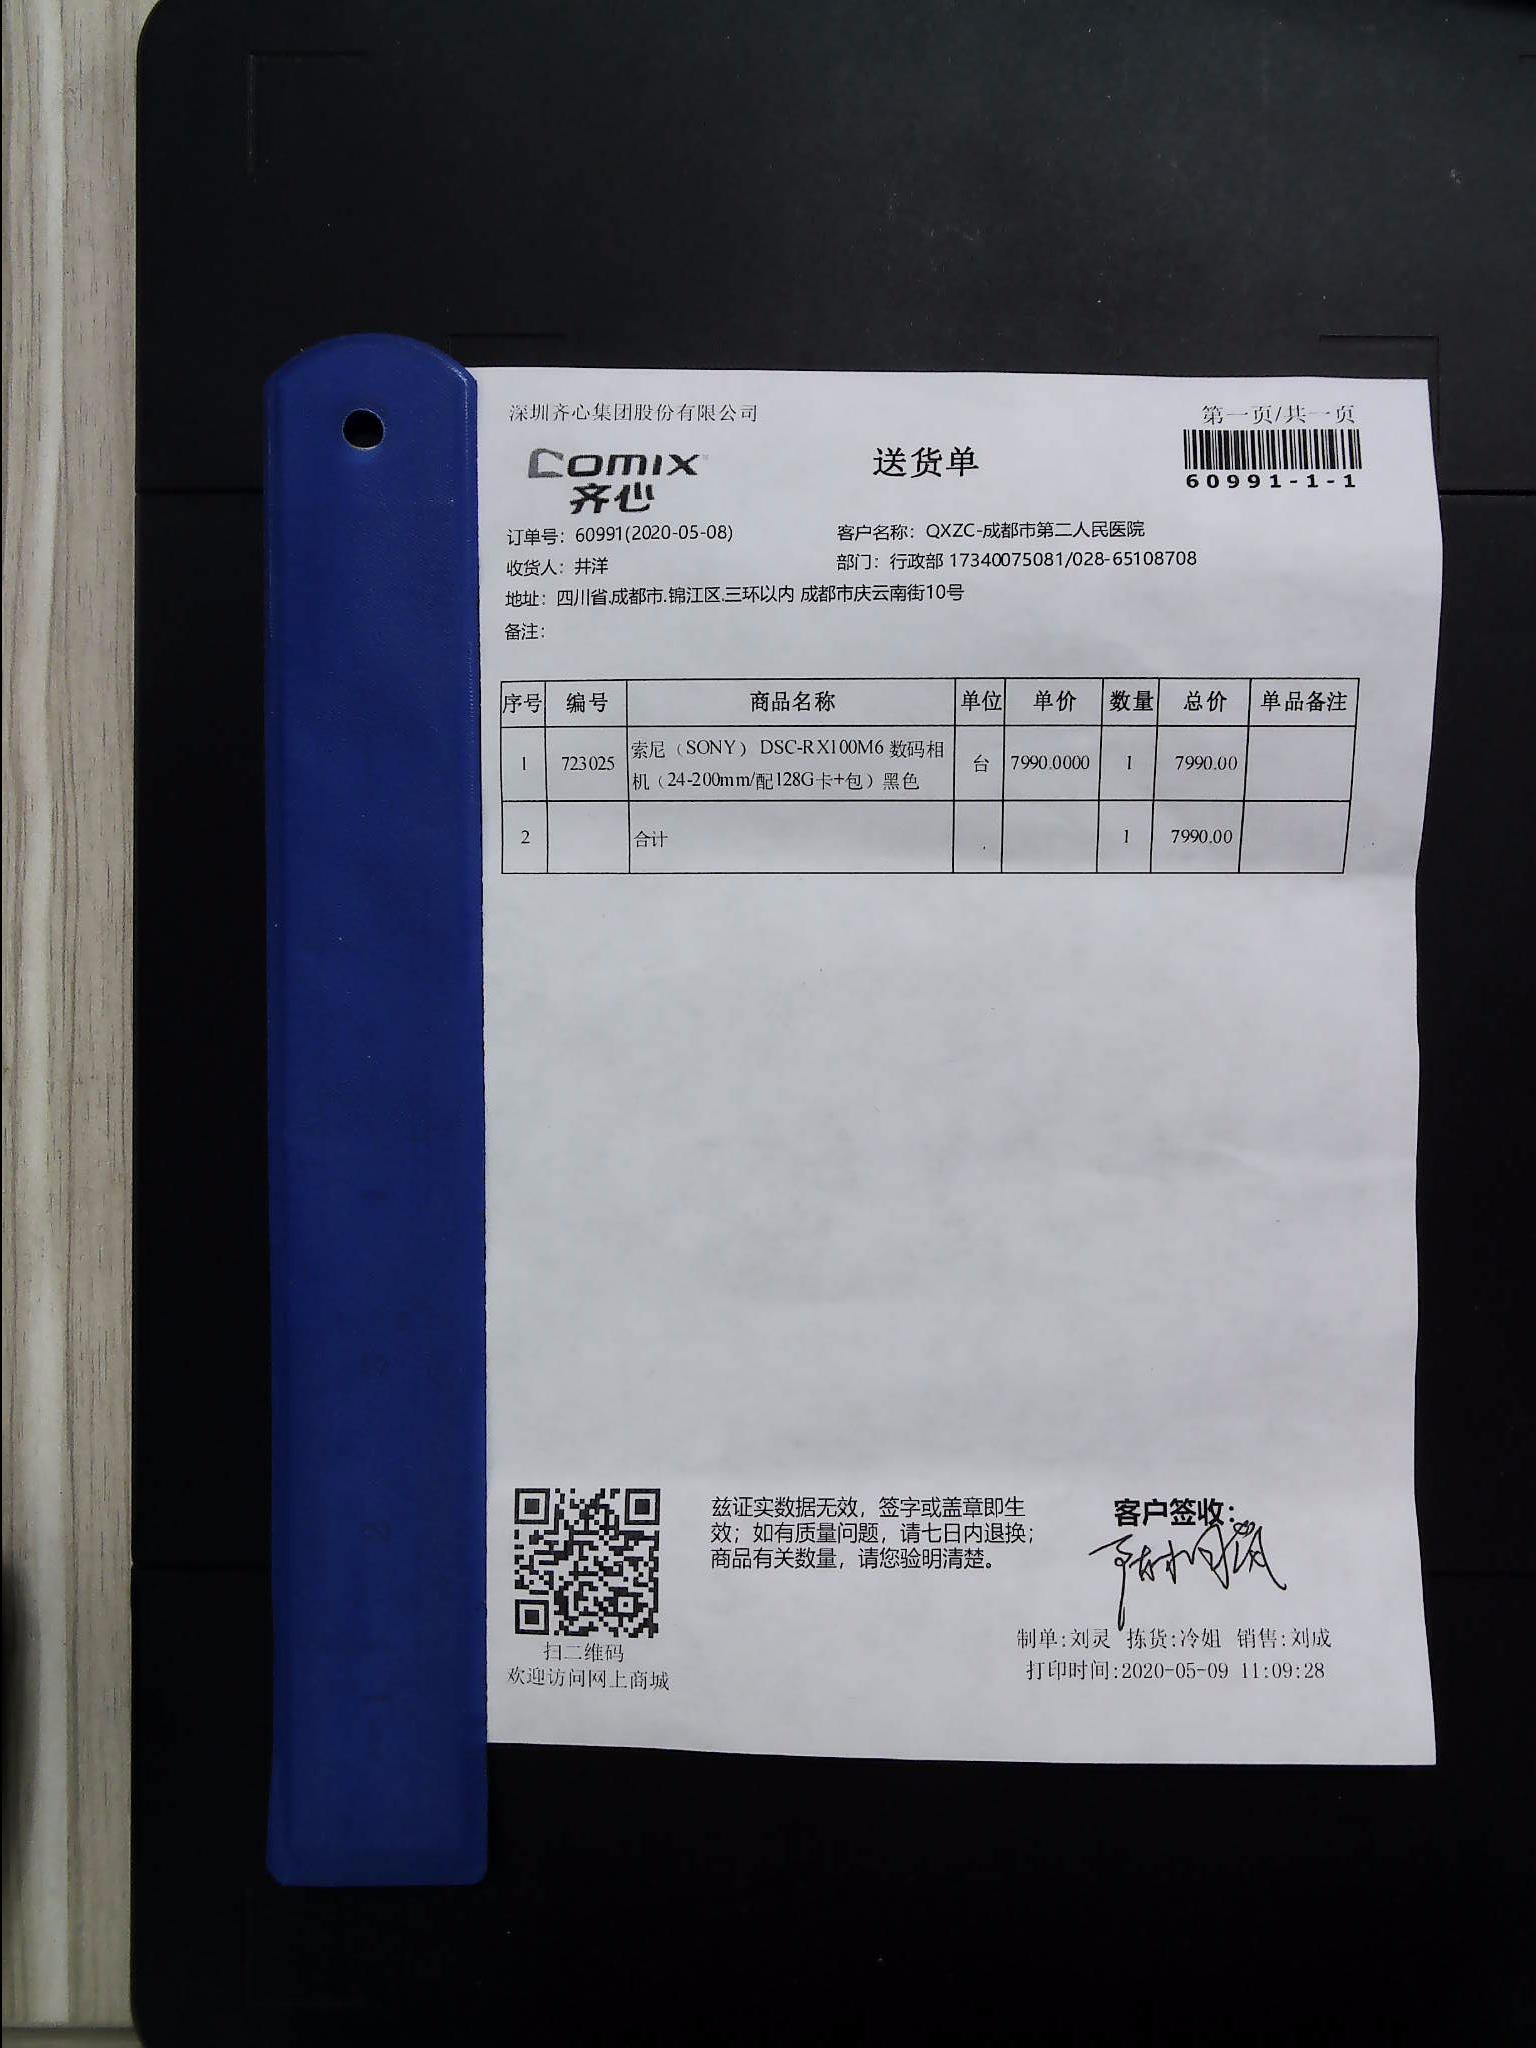 深圳齐心集团股份有限公司
第一页/共一页
Comix
齐心
送货单
60991-1-1
订单号：60991(2020-05-08)
客户名称：QXZC-成都市第二人民医院
收货人：井洋
部门：行政部 17340075081/028-65108708
地址：四川省.成都市.锦江区.三环以内 成都市庆云南街10号
备注：
序号 编号 商品名称 单位 单价 数量 总价 单品备注
1 723025 索尼（SONY） DSC-RX100M6 数码相机（24-200mm/配128G卡+包）黑色 台 7990.0000 1 7990.00
2 合计 1 7990.00
兹证实数据无效，签字或盖章即生
效；如有质量问题，请七日内退换；
商品有关数量，请您验明清楚。
客户签收：
扫二维码
欢迎访问网上商城
制单:刘灵 拣货:冷姐 销售:刘成
打印时间:2020-05-09 11:09:28